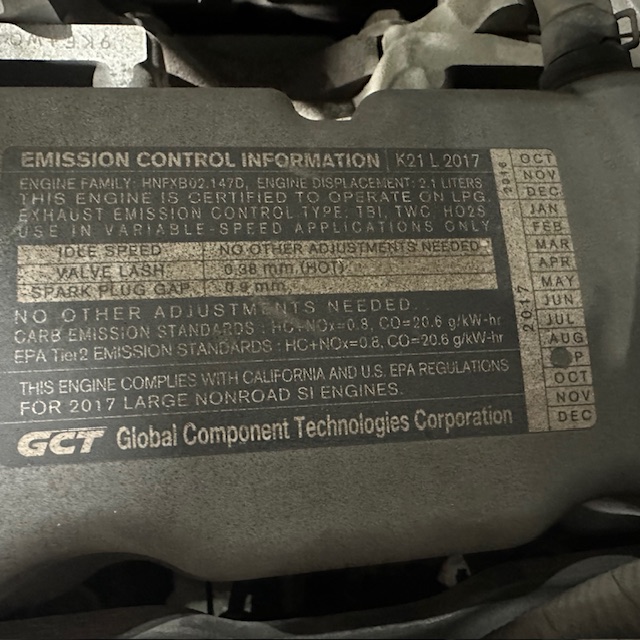 EMISSION CONTROL INFORMATION K21 L 2017
ENGINE FAMILY: HNFXB02.147D, ENGINE DISPLACEMENT: 2.1 LITERS
THIS ENGINE IS CERTIFIED TO OPERATE ON LPG.
EXHAUST EMISSION CONTROL TYPE: TBI, TWC, HO2S
USE IN VARIABLE-SPEED APPLICATIONS ONLY
IDLE SPEED NO OTHER ADJUSTMENTS NEEDED.
VALVE LASH: 0.38 mm (HOT)
SPARK PLUG GAP: 0.9 mm
NO OTHER ADJUSTMENTS NEEDED.
CARB EMISSION STANDARDS : HC+NOx=0.8, CO=20.6 g/kW-hr
EPA Tier2 EMISSION STANDARDS : HC+NOx=0.8, CO=20.6 g/kW-hr
THIS ENGINE COMPLIES WITH CALIFORNIA AND U.S. EPA REGULATIONS
FOR 2017 LARGE NONROAD SI ENGINES.
GCT Global Component Technologies Corporation
2016
OCT
NOV
DEC
2017
JAN
FEB
MAR
APR
MAY
JUN
JUL
AUG
P
OCT
NOV
DEC